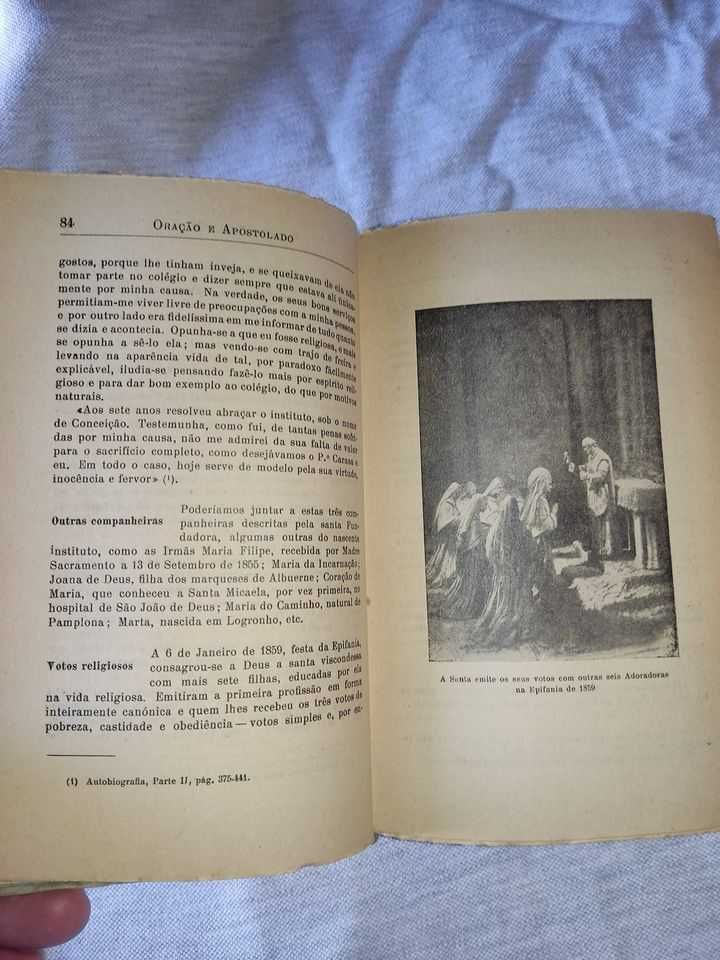 84
ORAÇÃO E APOSTOLADO
gostos, porque lhe tinham inveja, e se queixavam de ela não
tomar parte no colégio e dizer sempre que estava ali única-
mente por minha causa. Na verdade, os seus bons serviços
permitiam-me viver livre de preocupações com a minha pessoa,
e por outro lado era fidelíssima em me informar de tudo quanto
se dizia e acontecia. Opunha-se a que eu fosse religiosa, e mais
se opunha a sê-lo ela; mas vendo-se com trajo de freira e
levando na aparência vida de tal, por paradoxo fàcilmente
explicável, iludia-se pensando fazê-lo mais por espírito reli-
gioso e para dar bom exemplo ao colégio, do que por motivos
naturais.
«Aos sete anos resolveu abraçar o instituto, sob o nome
de Conceição. Testemunha, como fui, de tantas penas sofri-
das por minha causa, não me admirei da sua falta de valor
para o sacrifício completo, como desejávamos o P.e Carasa e
eu. Em todo o caso, hoje serve de modelo pela sua virtude,
inocência e fervor» (¹).
Outras companheiras
Poderíamos juntar a estas três com-
panheiras descritas pela santa Fun-
dadora, algumas outras do nascente
instituto, como as Irmãs Maria Filipe, recebida por Madre
Sacramento a 13 de Setembro de 1855; Maria da Incarnação;
Joana de Deus, filha dos marqueses de Albuerne; Coração de
Maria, que conheceu a Santa Micaela, por vez primeira, no
hospital de São João de Deus; Maria do Caminho, natural de
Pamplona; Marta, nascida em Logronho, etc.
Votos religiosos
A 6 de Janeiro de 1859, festa da Epifania,
consagrou-se a Deus a santa viscondessa
com mais sete filhas, educadas por ela
na vida religiosa. Emitiram a primeira profissão em forma
inteiramente canónica e quem lhes recebeu os três votos de
pobreza, castidade e obediência — votos simples e, por en-
(1) Autobiografia, Parte II, pág. 375-441.
A Santa emite os seus votos com outras seis Adoradoras
na Epifania de 1859